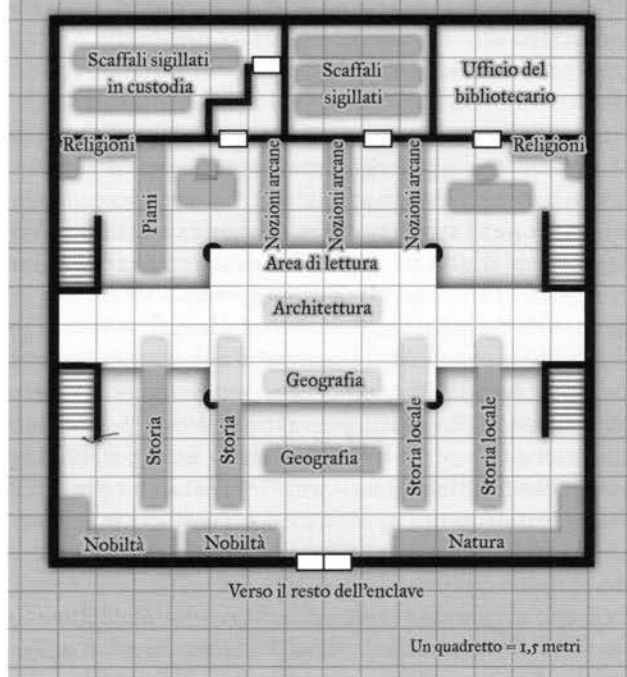 Scaffali sigillati
in custodia
Scaffali
sigillati
Ufficio del
bibliotecario
Religioni
Religioni
Piani
Nozioni arcane
Nozioni arcane
Nozioni arcane
Area di lettura
Architettura
Geografia
Storia
Storia
Geografia
Storia locale
Storia locale
Nobiltà
Nobiltà
Natura
Verso il resto dell'enclave
Un quadretto = 1,5 metri